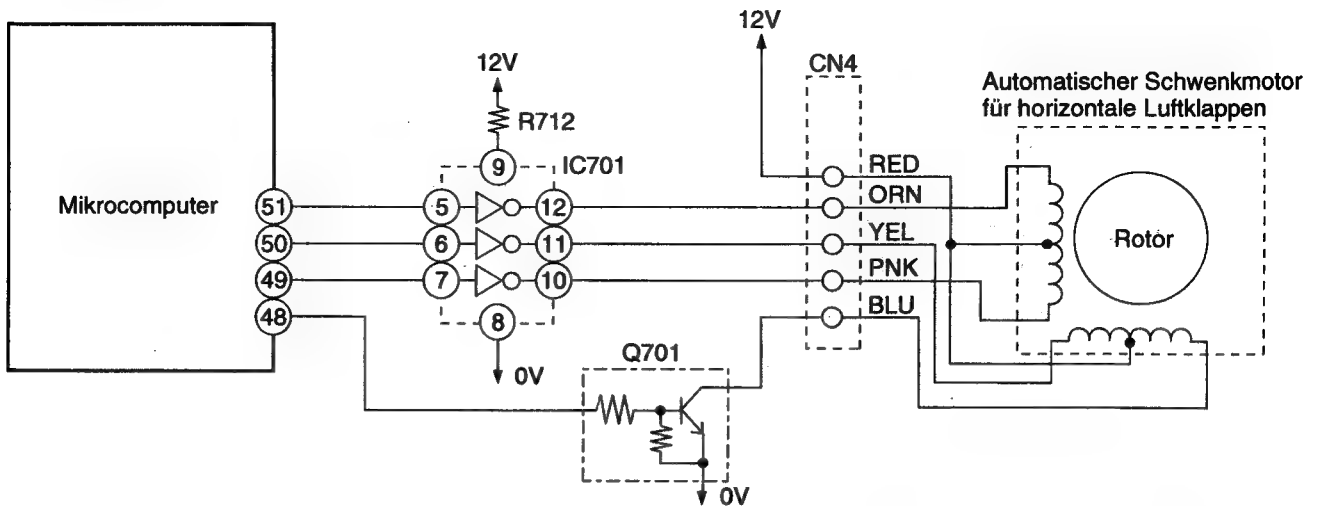 12V
CN4
Automatischer Schwenkmotor
für horizontale Luftklappen
12V
R712
9
IC701
Mikrocomputer
51
5
12
RED
ORN
50
6
11
YEL
Rotor
49
7
10
PNK
48
8
BLU
0V
Q701
0V